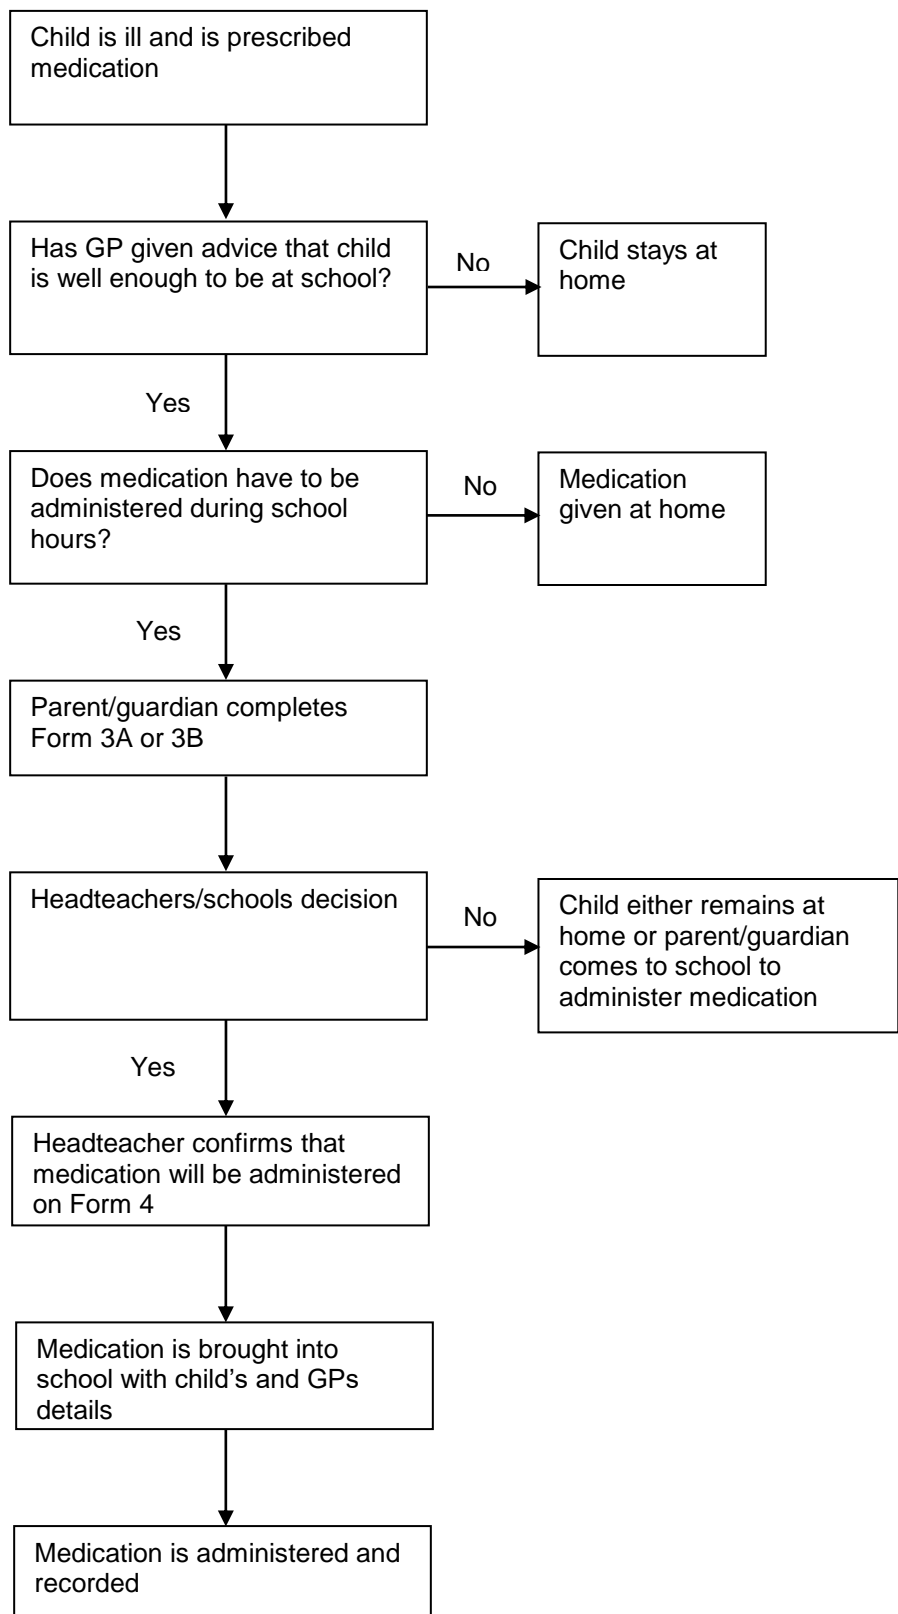 Child is ill and is prescribed
medication
Has GP given advice that child
is well enough to be at school?
No
Child stays at
home
Yes
Does medication have to be
administered during school
hours?
No
Medication
given at home
Yes
Parent/guardian completes
Form 3A or 3B
Headteachers/schools decision
No
Child either remains at
home or parent/guardian
comes to school to
administer medication
Yes
Headteacher confirms that
medication will be administered
on Form 4
Medication is brought into
school with child’s and GPs
details
Medication is administered and
recorded